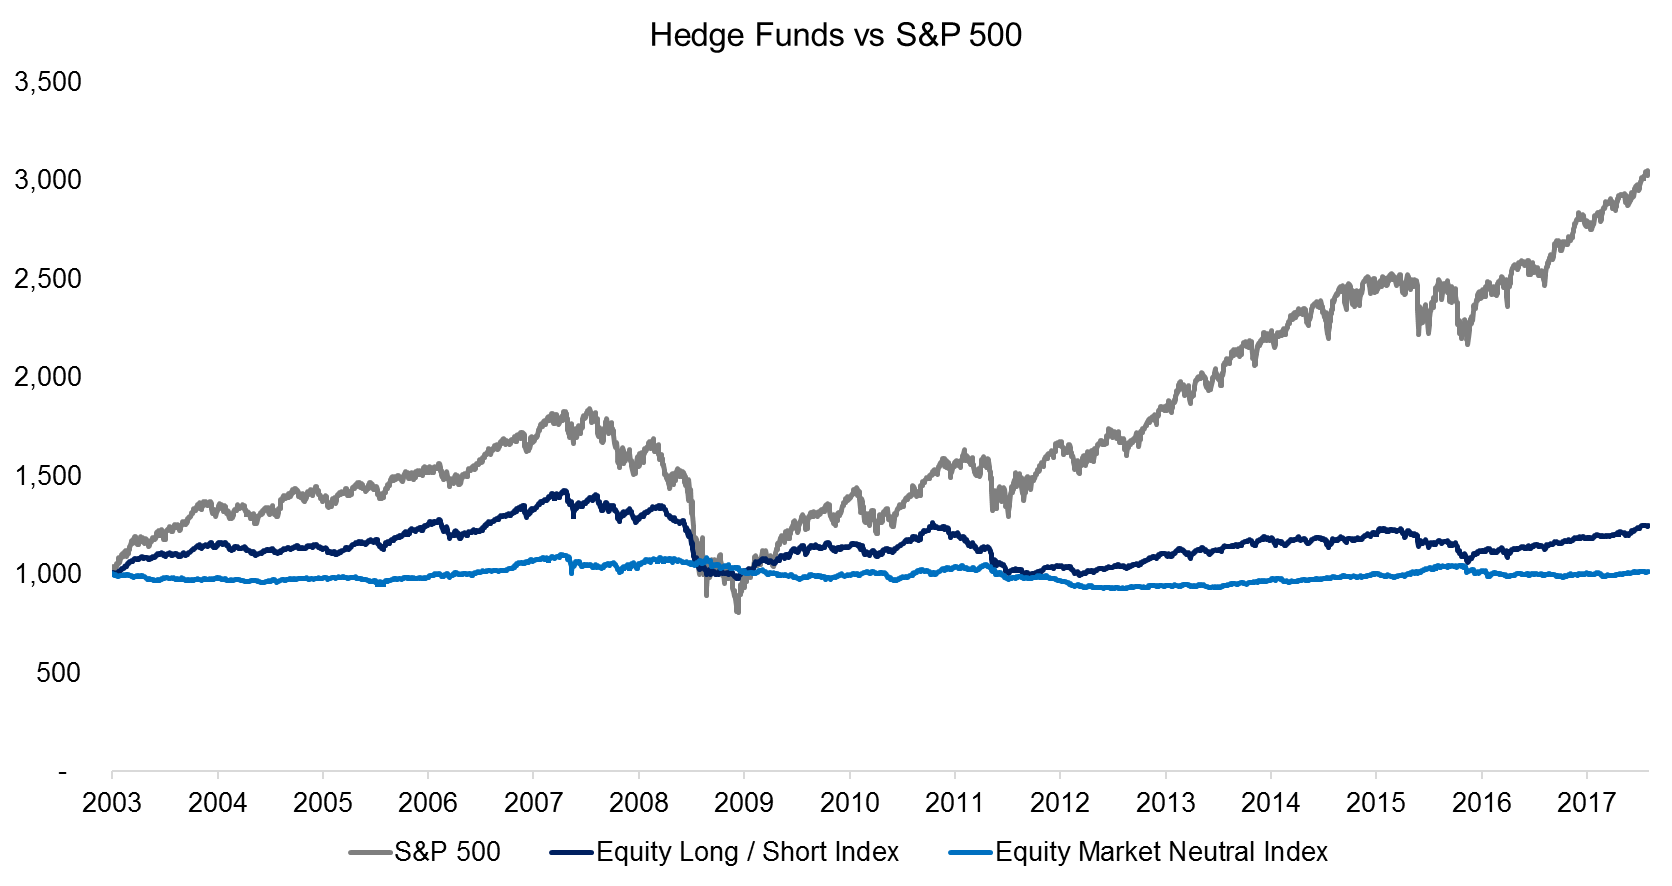 Hedge Funds vs S&P 500
3,500
3,000
2,500
2,000
1,500
1,000
500
-
2003 2004 2005 2006 2007 2008 2009 2010 2011 2012 2013 2014 2015 2016 2017
S&P 500 Equity Long / Short Index Equity Market Neutral Index